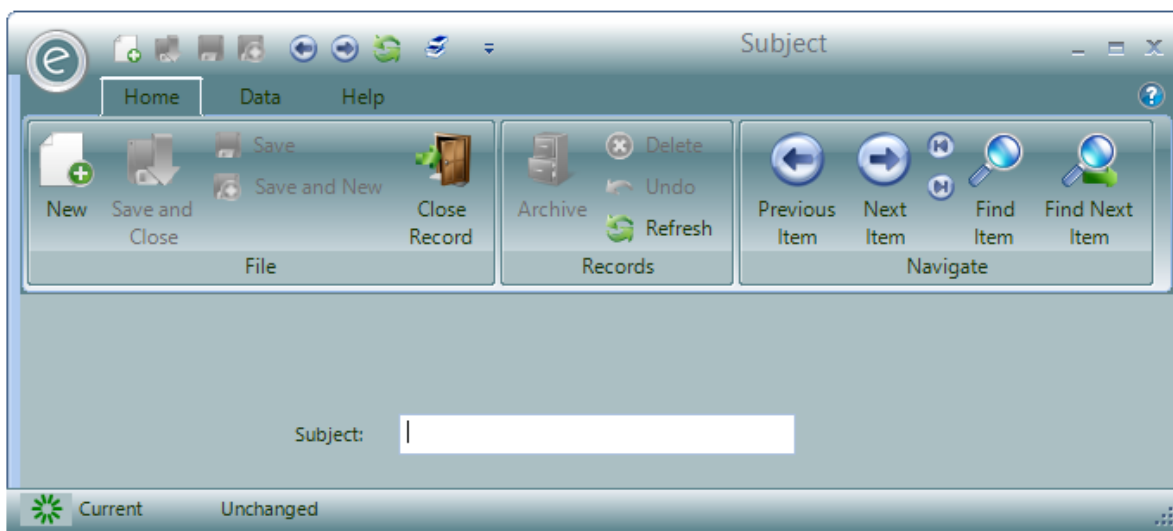 e
Subject
Home Data Help
New
Save and
Close
Save
Save and New
Close
Record
File
Archive
Delete
Undo
Refresh
Records
Previous
Item
Next
Item
Find
Item
Find Next
Item
Navigate
Subject:
Current Unchanged